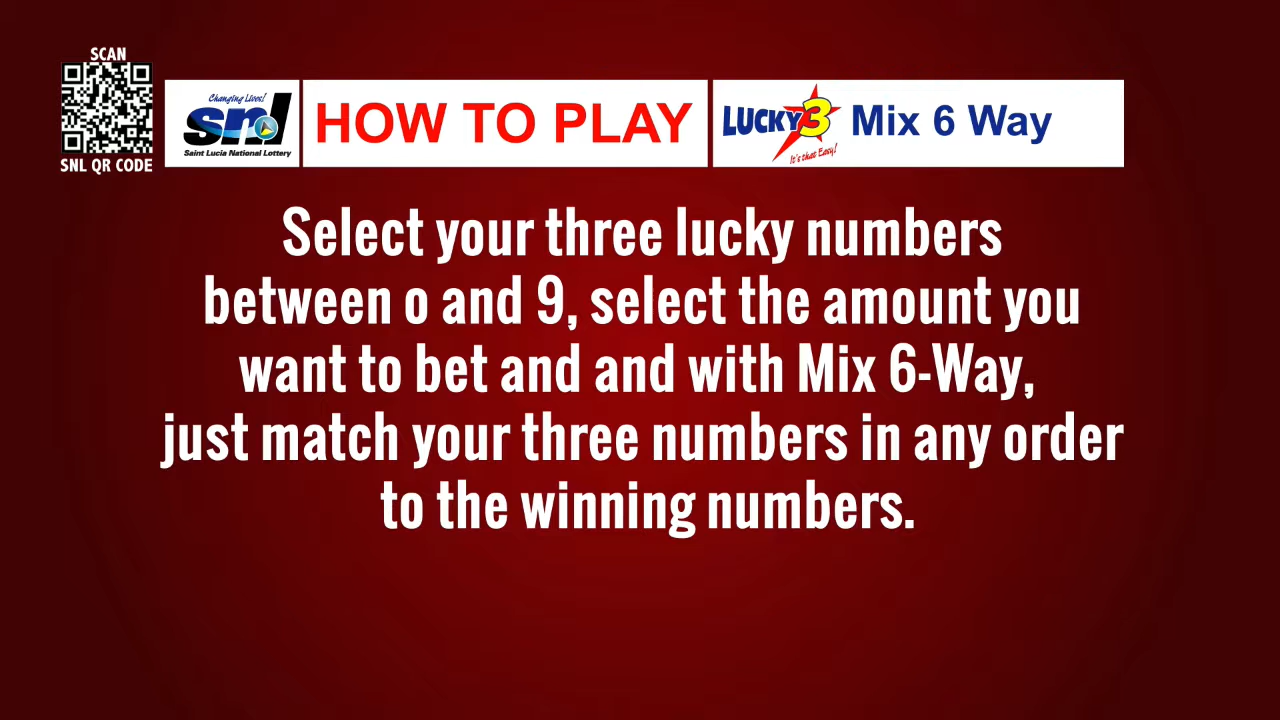 SCAN
SNL QR CODE
Changing Lives!
snl
Saint Lucia National Lottery
HOW TO PLAY
LUCKY 3
It's that Easy!
Mix 6 Way
Select your three lucky numbers
between o and 9, select the amount you
want to bet and and with Mix 6-Way,
just match your three numbers in any order
to the winning numbers.